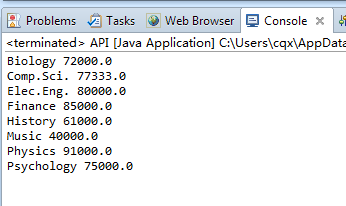 Problems Tasks Web Browser Console
<terminated> API [Java Application] C:\Users\cqx\AppData
Biology 72000.0
Comp.Sci. 77333.0
Elec.Eng. 80000.0
Finance 85000.0
History 61000.0
Music 40000.0
Physics 91000.0
Psychology 75000.0